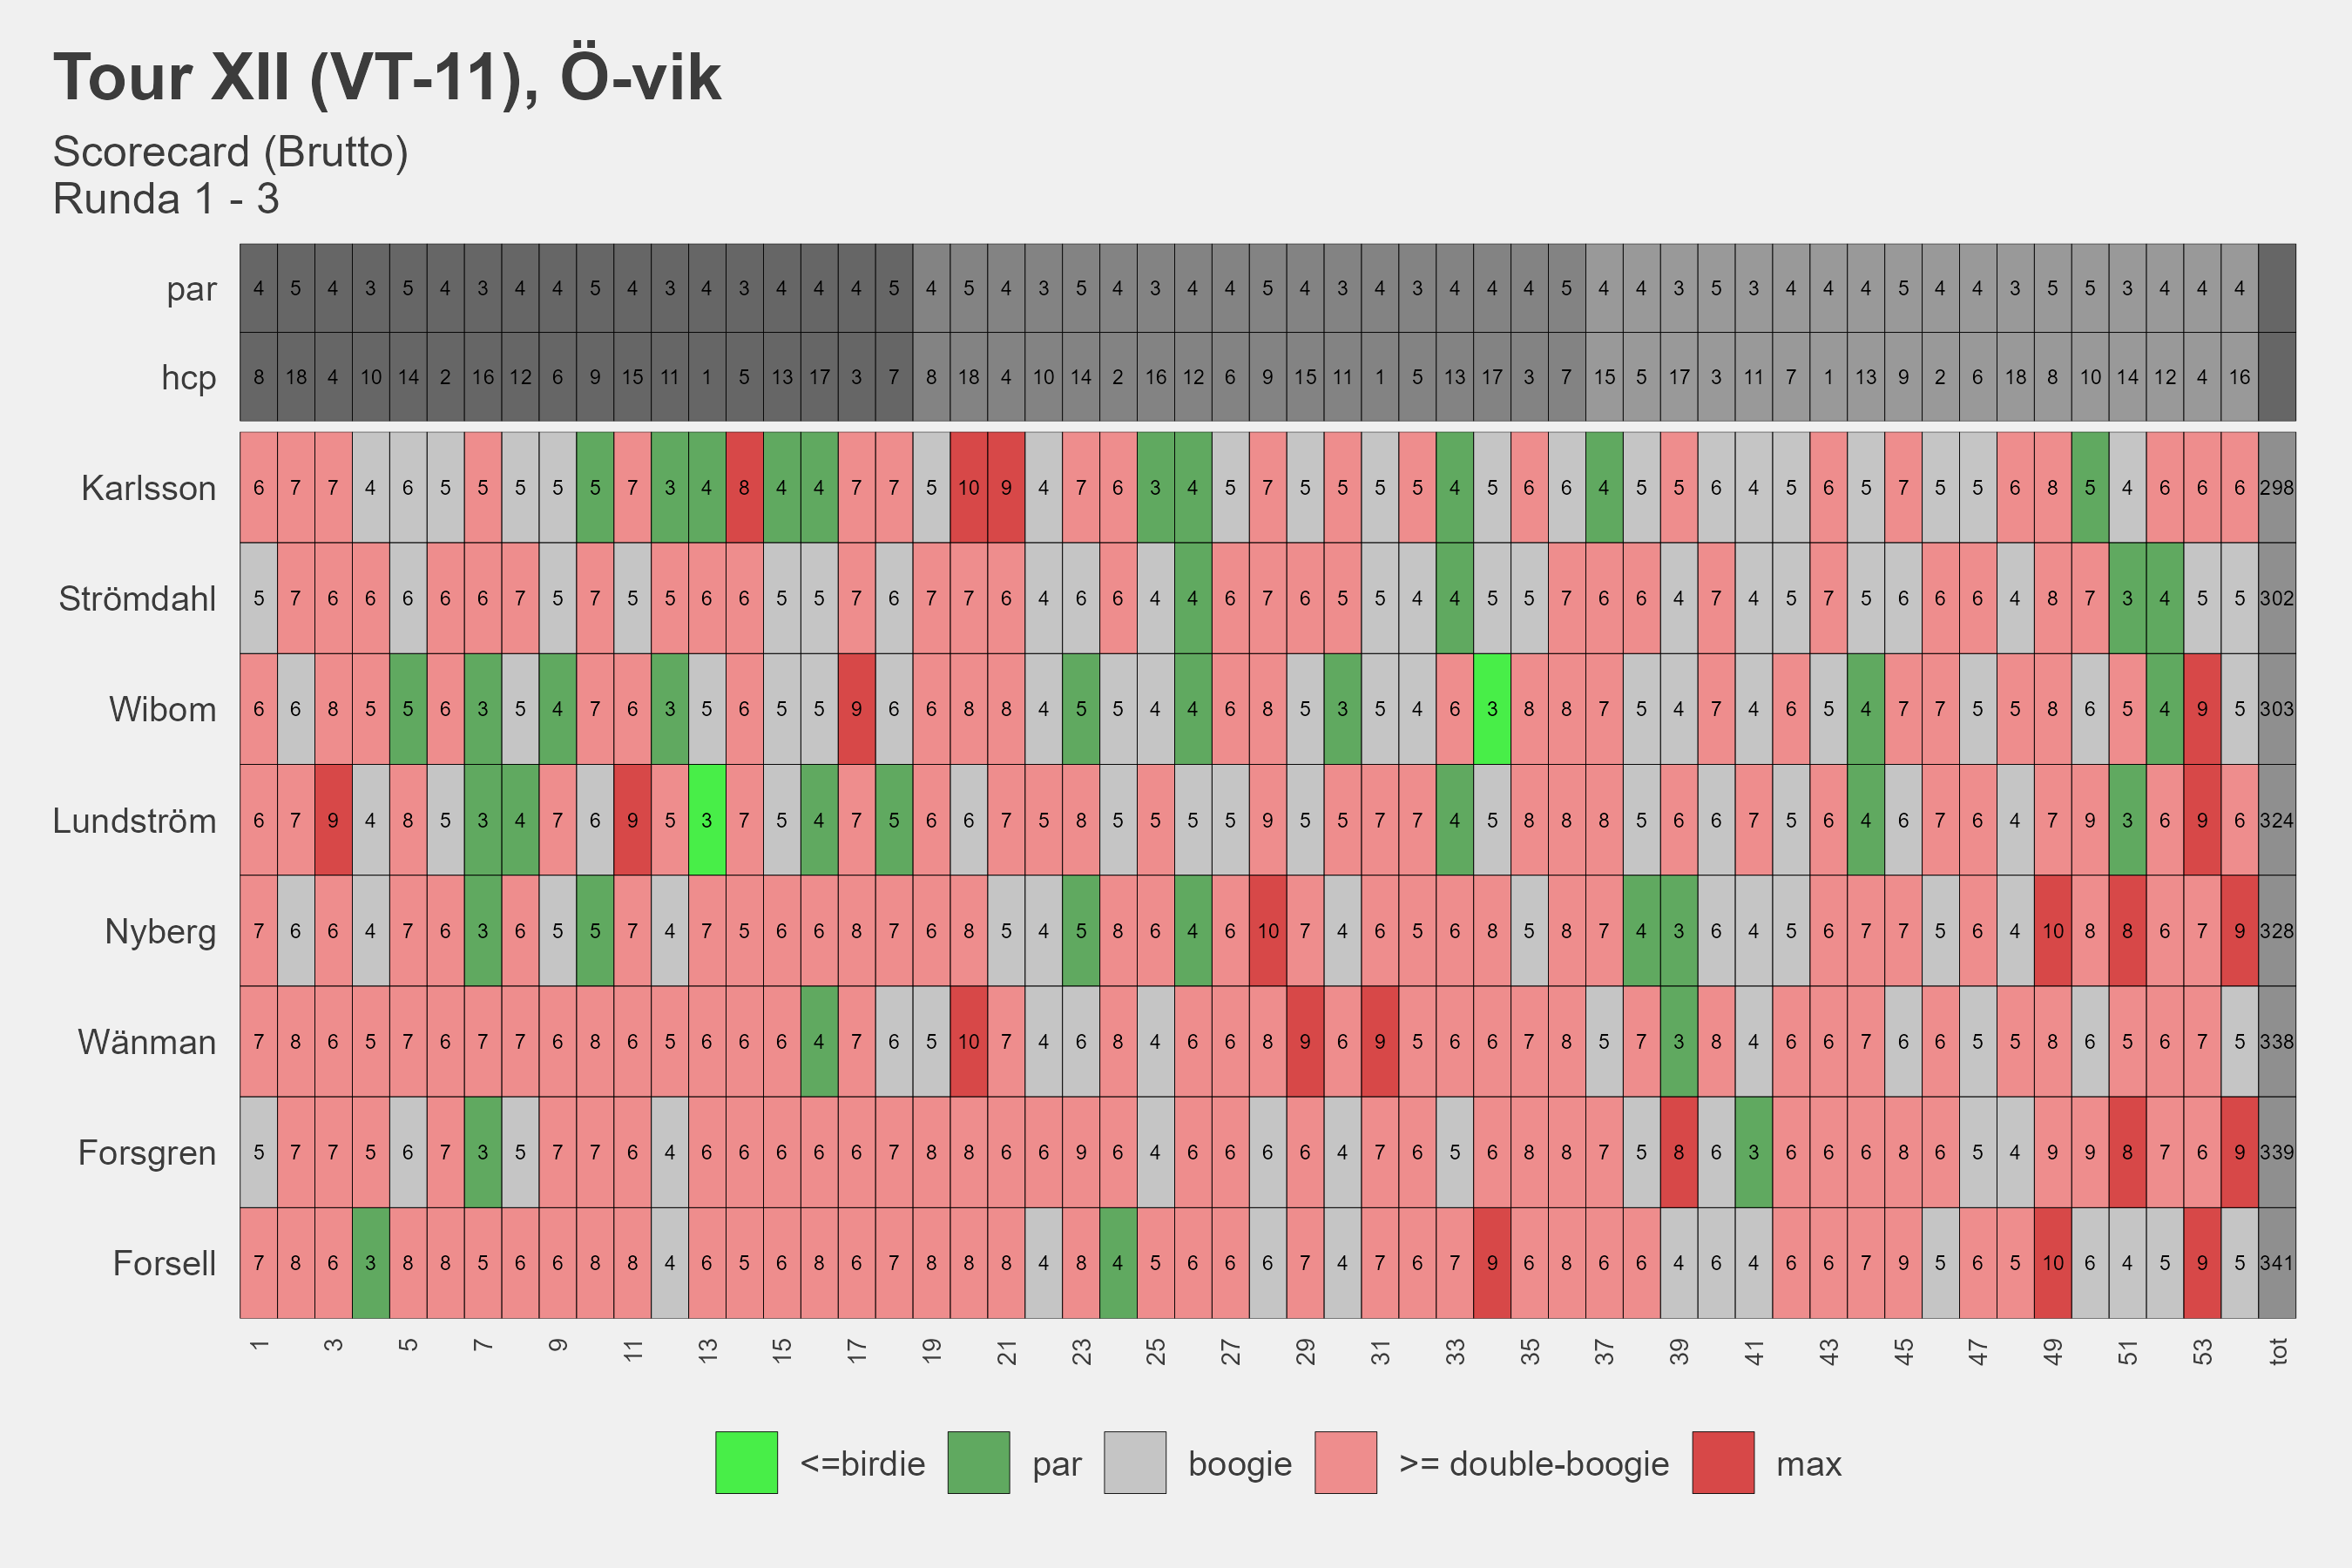 Tour XII (VT-11), Ö-vik
Scorecard (Brutto)
Runda 1 - 3
par 4 5 4 3 5 4 3 4 4 5 4 3 4 3 4 4 4 5 4 5 4 3 5 4 3 4 4 5 4 3 4 3 4 4 4 5 4 4 3 5 3 4 4 4 5 4 4 3 5 5 3 4 4 4
hcp 8 18 4 10 14 2 16 12 6 9 15 11 1 5 13 17 3 7 8 18 4 10 14 2 16 12 6 9 15 11 1 5 13 17 3 7 15 5 17 3 11 7 1 13 9 2 6 18 8 10 14 12 4 16
Karlsson 6 7 7 4 6 5 5 5 5 5 7 3 4 8 4 4 7 7 5 10 9 4 7 6 3 4 5 7 5 5 5 5 4 5 6 6 4 5 5 6 4 5 6 5 7 5 5 6 8 5 4 6 6 6 298
Strömdahl 5 7 6 6 6 6 6 7 5 7 5 5 6 6 5 5 7 6 7 7 6 4 6 6 4 4 6 7 6 5 5 4 4 5 5 7 6 6 4 7 4 5 7 5 6 6 6 4 8 7 3 4 5 5 302
Wibom 6 6 8 5 5 6 3 5 4 7 6 3 5 6 5 5 9 6 6 8 8 4 5 5 4 4 6 8 5 3 5 4 6 3 8 8 7 5 4 7 4 6 5 4 7 7 5 5 8 6 5 4 9 5 303
Lundström 6 7 9 4 8 5 3 4 7 6 9 5 3 7 5 4 7 5 6 6 7 5 8 5 5 5 5 9 5 5 7 7 4 5 8 8 8 5 6 6 7 5 6 4 6 7 6 4 7 9 3 6 9 6 324
Nyberg 7 6 6 4 7 6 3 6 5 5 7 4 7 5 6 6 8 7 6 8 5 4 5 8 6 4 6 10 7 4 6 5 6 8 5 8 7 4 3 6 4 5 6 7 7 5 6 4 10 8 8 6 7 9 328
Wänman 7 8 6 5 7 6 7 7 6 8 6 5 6 6 6 4 7 6 5 10 7 4 6 8 4 6 6 8 9 6 9 5 6 6 7 8 5 7 3 8 4 6 6 7 6 6 5 5 8 6 5 6 7 5 338
Forsgren 5 7 7 5 6 7 3 5 7 7 6 4 6 6 6 6 6 7 8 8 6 6 9 6 4 6 6 6 6 4 7 6 5 6 8 8 7 5 8 6 3 6 6 6 8 6 5 4 9 9 8 7 6 9 339
Forsell 7 8 6 3 8 8 5 6 6 8 8 4 6 5 6 8 6 7 8 8 8 4 8 4 5 6 6 6 7 4 7 6 7 9 6 8 6 6 4 6 4 6 6 7 9 5 6 5 10 6 4 5 9 5 341
1 3 5 7 9 11 13 15 17 19 21 23 25 27 29 31 33 35 37 39 41 43 45 47 49 51 53 tot
<=birdie par boogie >= double-boogie max